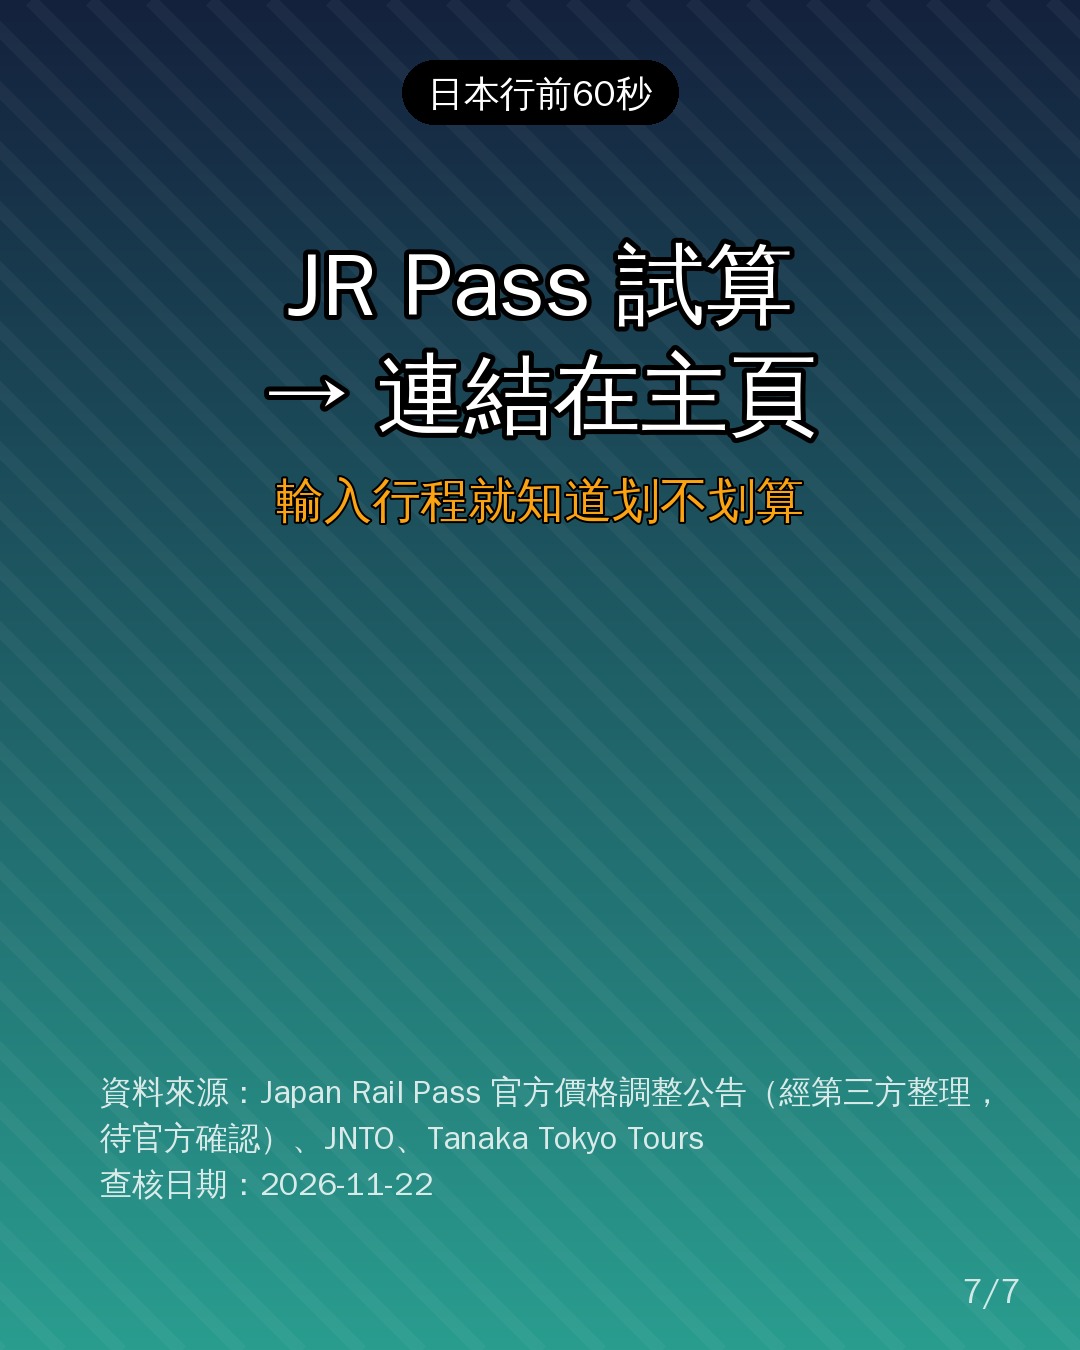 日本行前60秒
JR Pass 試算
→ 連結在主頁
輸入行程就知道划不划算
資料來源：Japan Rail Pass 官方價格調整公告（經第三方整理，
待官方確認）、JNTO、Tanaka Tokyo Tours
查核日期：2026-11-22
7/7